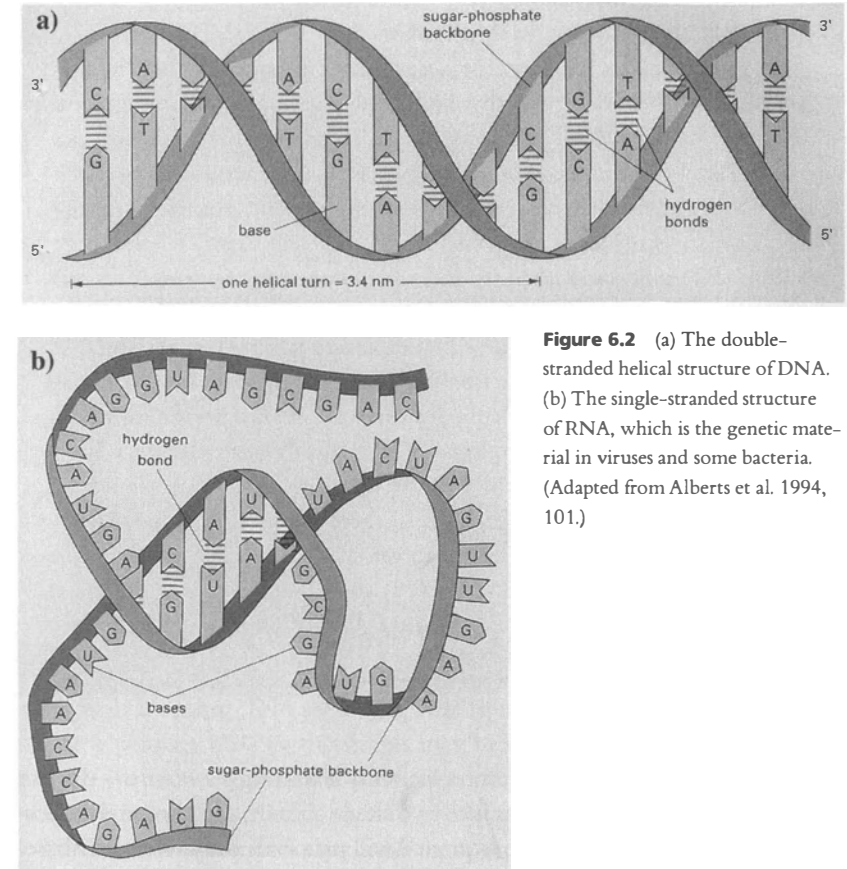 a)
sugar-phosphate
backbone
3'
3'
C A A C T C G T A
G T T G A G C A T
base
hydrogen
bonds
5'
5'
one helical turn = 3.4 nm
b)
hydrogen
bond
C A G G U A G C G A C
A U G A
C A U
G U A
U A C U A G U U G A A
G C G A U G
G U A A C C A G A C G
bases
sugar-phosphate backbone
Figure 6.2 (a) The double-
stranded helical structure of DNA.
(b) The single-stranded structure
of RNA, which is the genetic mate-
rial in viruses and some bacteria.
(Adapted from Alberts et al. 1994,
101.)